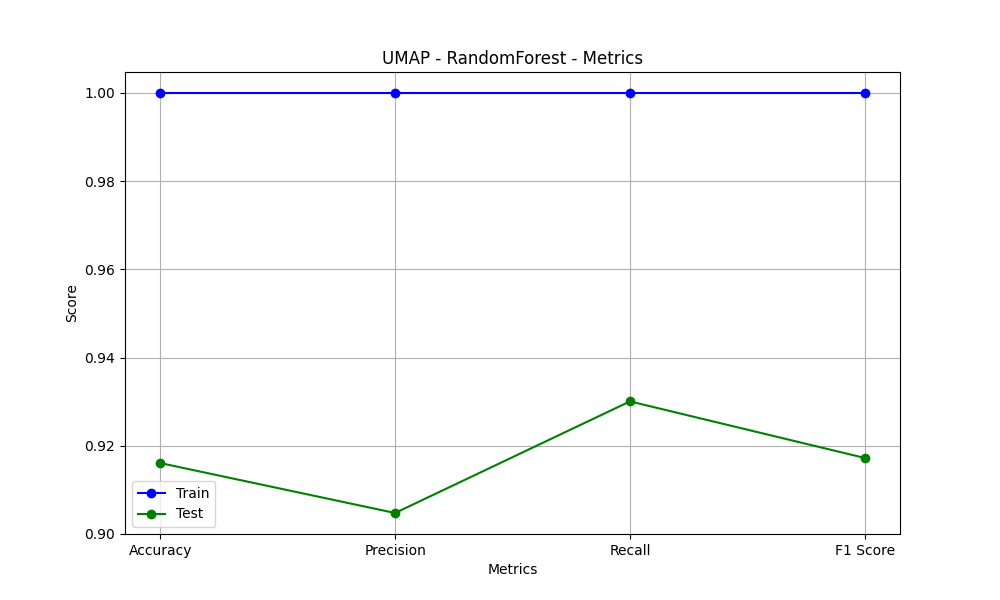 UMAP - RandomForest - Metrics
Score
1.00
0.98
0.96
0.94
0.92
0.90
Train
Test
Accuracy Precision Recall F1 Score
Metrics